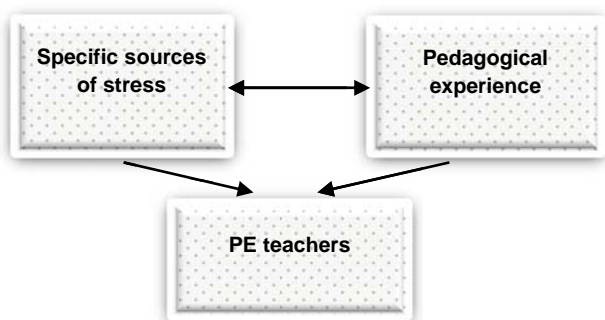 Specific sources
of stress
Pedagogical
experience
PE teachers